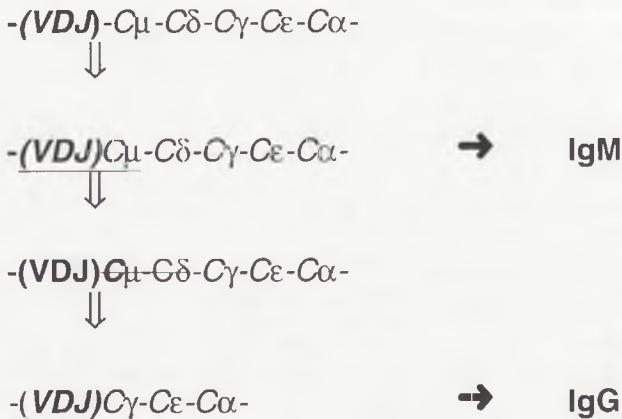 -(VDJ)-Cμ-Cδ-Cγ-Cε-Cα-
⇓
-(VDJ)Cμ-Cδ-Cγ-Cε-Cα- → IgM
⇓
-(VDJ)Cμ-Cδ-Cγ-Cε-Cα-
⇓
-(VDJ)Cγ-Cε-Cα- → IgG